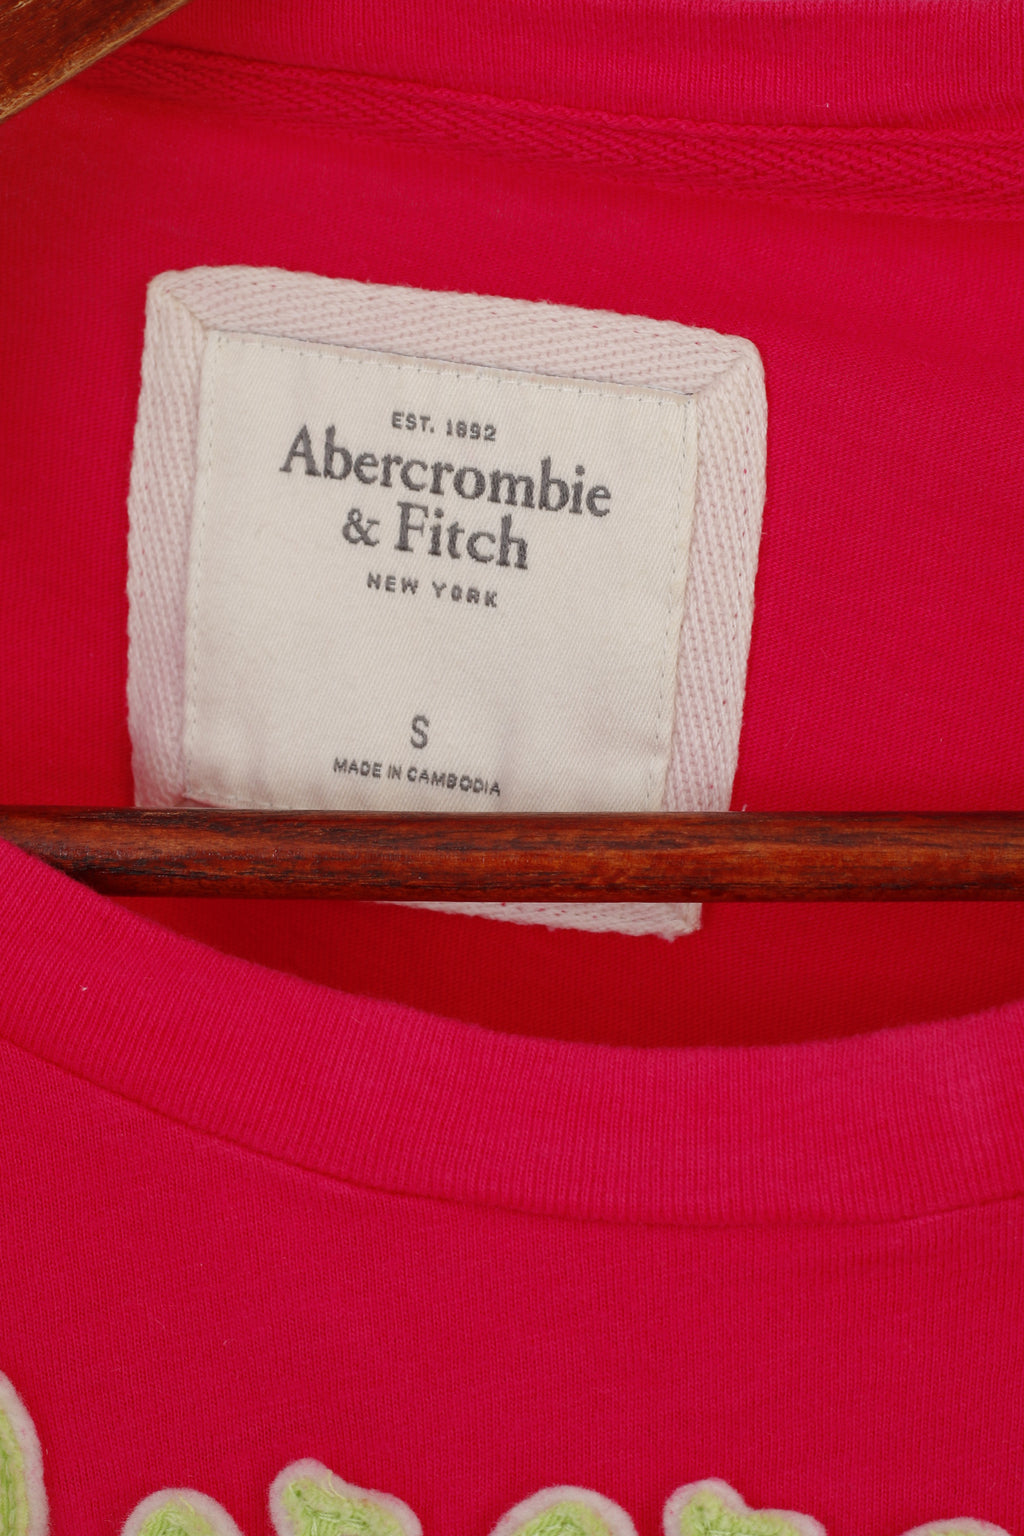 EST. 1892
Abercrombie
& Fitch
NEW YORK
S
MADE IN CAMBODIA